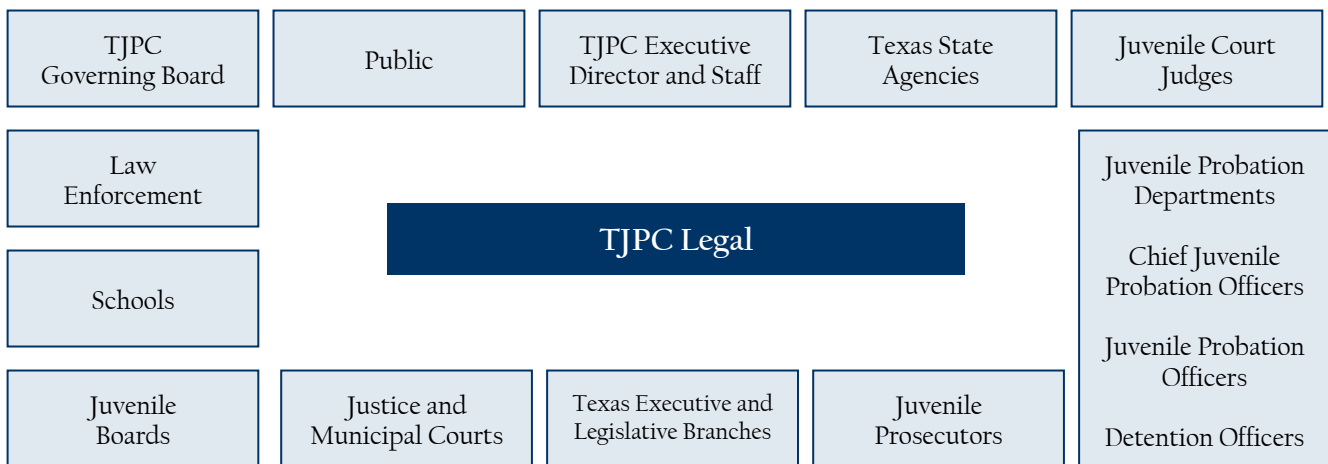 TJPC
Governing Board
Public
TJPC Executive
Director and Staff
Texas State
Agencies
Juvenile Court
Judges
Law
Enforcement
Juvenile Probation
Departments
Chief Juvenile
Probation Officers
Juvenile Probation
Officers
Detention Officers
TJPC Legal
Schools
Juvenile
Boards
Justice and
Municipal Courts
Texas Executive and
Legislative Branches
Juvenile
Prosecutors